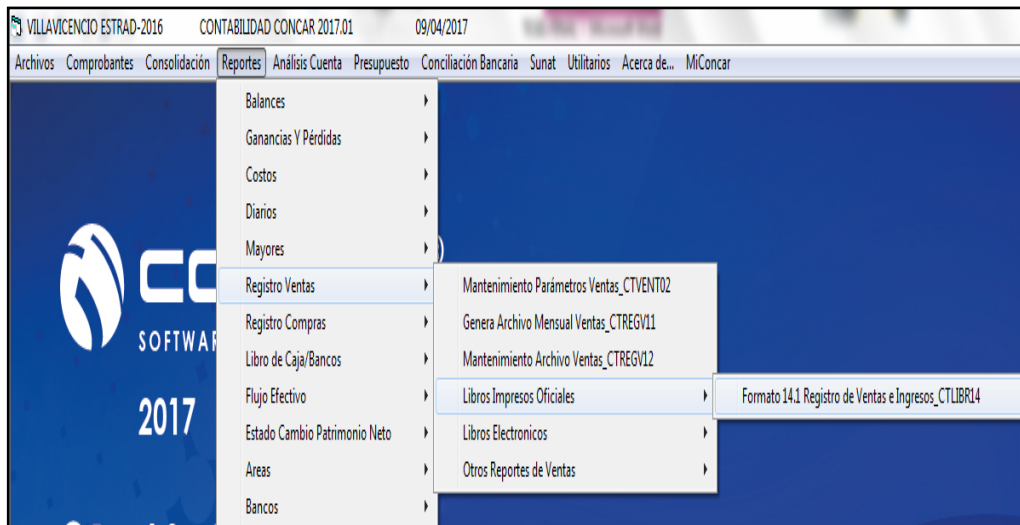 VILLAVICENCIO ESTRAD-2016 CONTABILIDAD CONCAR 2017.01 09/04/2017
Archivos Comprobantes Consolidación Reportes Análisis Cuenta Presupuesto Conciliación Bancaria Sunat Utilitarios Acerca de... MiConcar
Balances
Ganancias Y Pérdidas
Costos
Diarios
Mayores
Registro Ventas
Registro Compras
Libro de Caja/Bancos
Flujo Efectivo
Estado Cambio Patrimonio Neto
Areas
Bancos
Mantenimiento Parámetros Ventas_CTVENT02
Genera Archivo Mensual Ventas_CTREGV11
Mantenimiento Archivo Ventas_CTREGV12
Libros Impresos Oficiales
Libros Electronicos
Otros Reportes de Ventas
Formato 14.1 Registro de Ventas e Ingresos_CTLIBR14
CO
SOFTWAR
2017